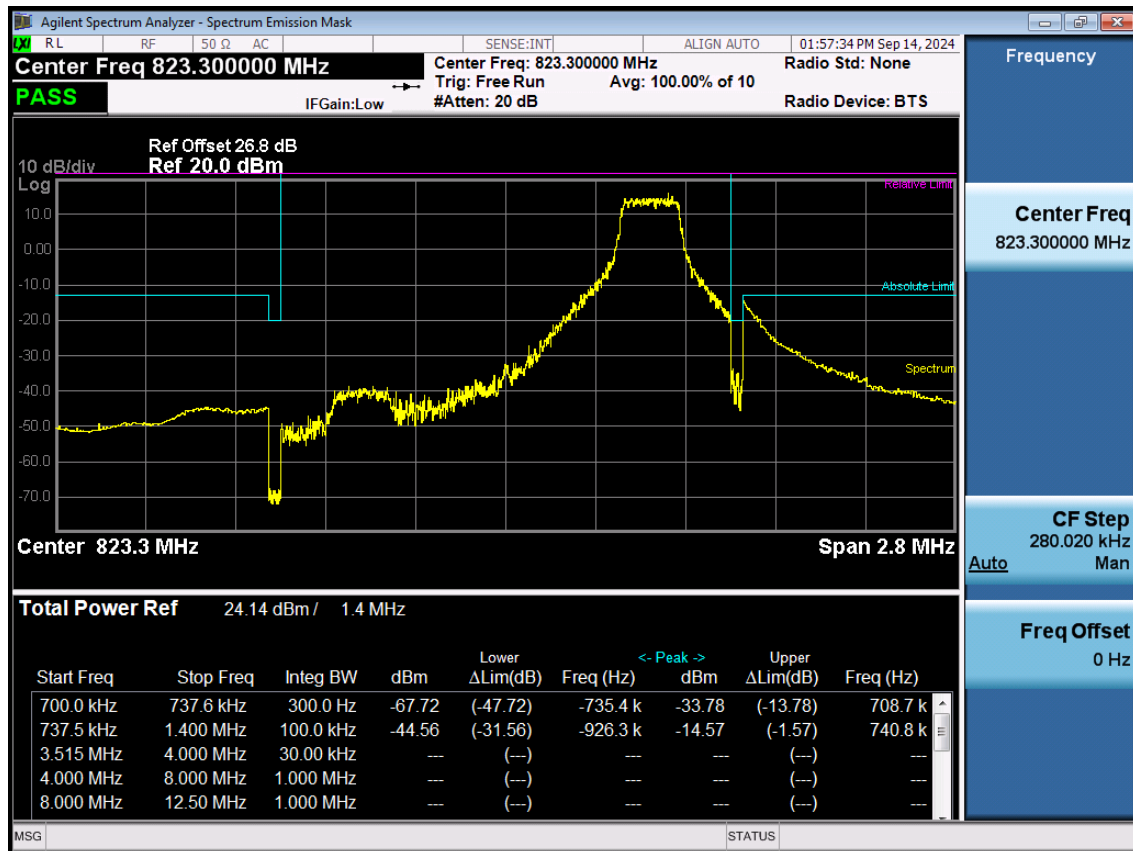 Agilent Spectrum Analyzer - Spectrum Emission Mask
LXI RL RF 50 Ω AC SENSE:INT ALIGN AUTO 01:57:34 PM Sep 14, 2024
Center Freq 823.300000 MHz
Center Freq: 823.300000 MHz
Radio Std: None
Trig: Free Run Avg: 100.00% of 10
PASS
IFGain:Low
#Atten: 20 dB
Radio Device: BTS
Ref Offset 26.8 dB
10 dB/div Ref 20.0 dBm
Log
Relative Limit
10.0
0.00
-10.0
Absolute Limit
-20.0
-30.0
Spectrum
-40.0
-50.0
-60.0
-70.0
Center 823.3 MHz Span 2.8 MHz
Total Power Ref 24.14 dBm / 1.4 MHz
Lower <- Peak -> Upper
Start Freq Stop Freq Integ BW dBm ΔLim(dB) Freq (Hz) dBm ΔLim(dB) Freq (Hz)
700.0 kHz 737.6 kHz 300.0 Hz -67.72 (-47.72) -735.4 k -33.78 (-13.78) 708.7 k
737.5 kHz 1.400 MHz 100.0 kHz -44.56 (-31.56) -926.3 k -14.57 (-1.57) 740.8 k
3.515 MHz 4.000 MHz 30.00 kHz --- (---) --- --- (---) ---
4.000 MHz 8.000 MHz 1.000 MHz --- (---) --- --- (---) ---
8.000 MHz 12.50 MHz 1.000 MHz --- (---) --- --- (---) ---
MSG STATUS
Frequency
Center Freq
823.300000 MHz
CF Step
280.020 kHz
Auto Man
Freq Offset
0 Hz